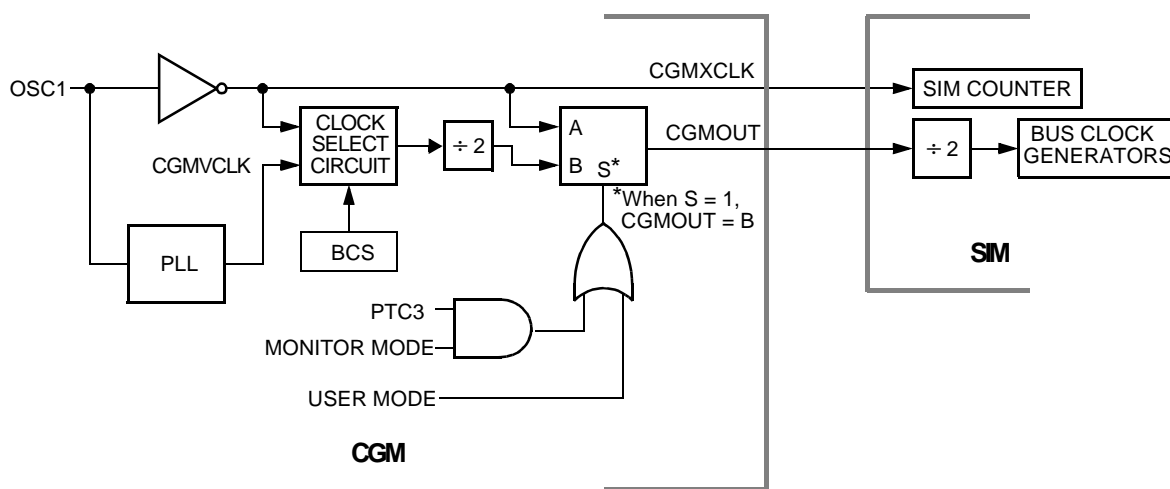 OSC1
CGMXCLK
SIM COUNTER
CLOCK
SELECT
CIRCUIT
÷ 2
A
B S*
CGMOUT
÷ 2
BUS CLOCK
GENERATORS
CGMVCLK
*When S = 1,
CGMOUT = B
PLL
BCS
SIM
PTC3
MONITOR MODE
USER MODE
CGM